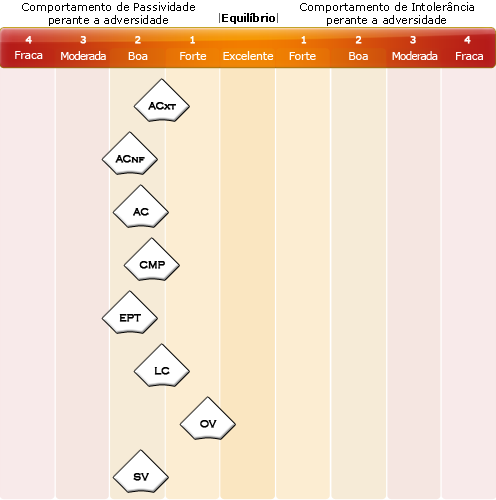 Comportamento de Passividade
perante a adversidade
|Equilíbrio|
Comportamento de Intolerância
perante a adversidade
4 3 2 1 1 2 3 4
Fraca Moderada Boa Forte Excelente Forte Boa Moderada Fraca
ACXT
ACNF
AC
CMP
EPT
LC
OV
SV